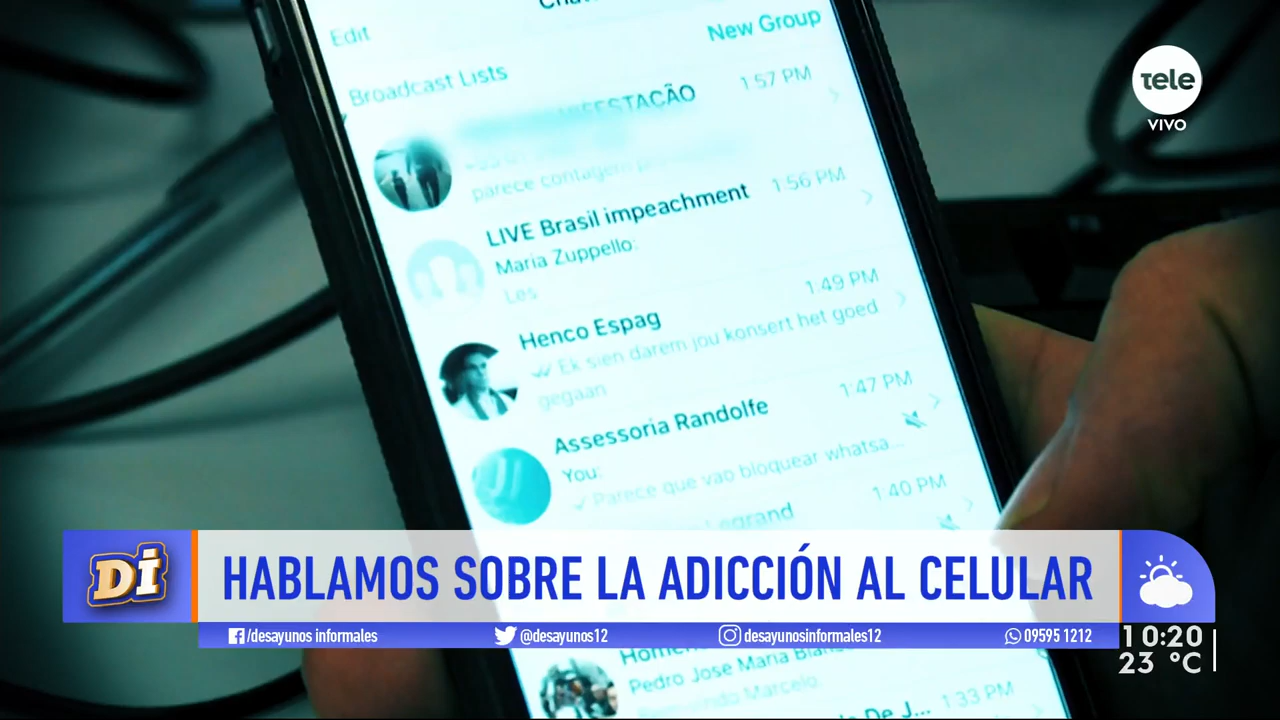 Edit
New Group
Broadcast Lists
1:57 PM
parece contagem
LIVE Brasil impeachment
1:56 PM
Maria Zuppello:
Les
Henco Espag
1:49 PM
Ek sien darem jou konsert het goed
gegaan
Assessoria Randolfe
1:47 PM
You:
Parece que vao bloquear whatsa...
1:40 PM
tele
VIVO
Di
HABLAMOS SOBRE LA ADICCIÓN AL CELULAR
/desayunos informales
@desayunos12
desayunosinformales12
09595 1212
10:20
23 °C
Pedro Jose Maria
Marcelo.
1:33 PM
De J...